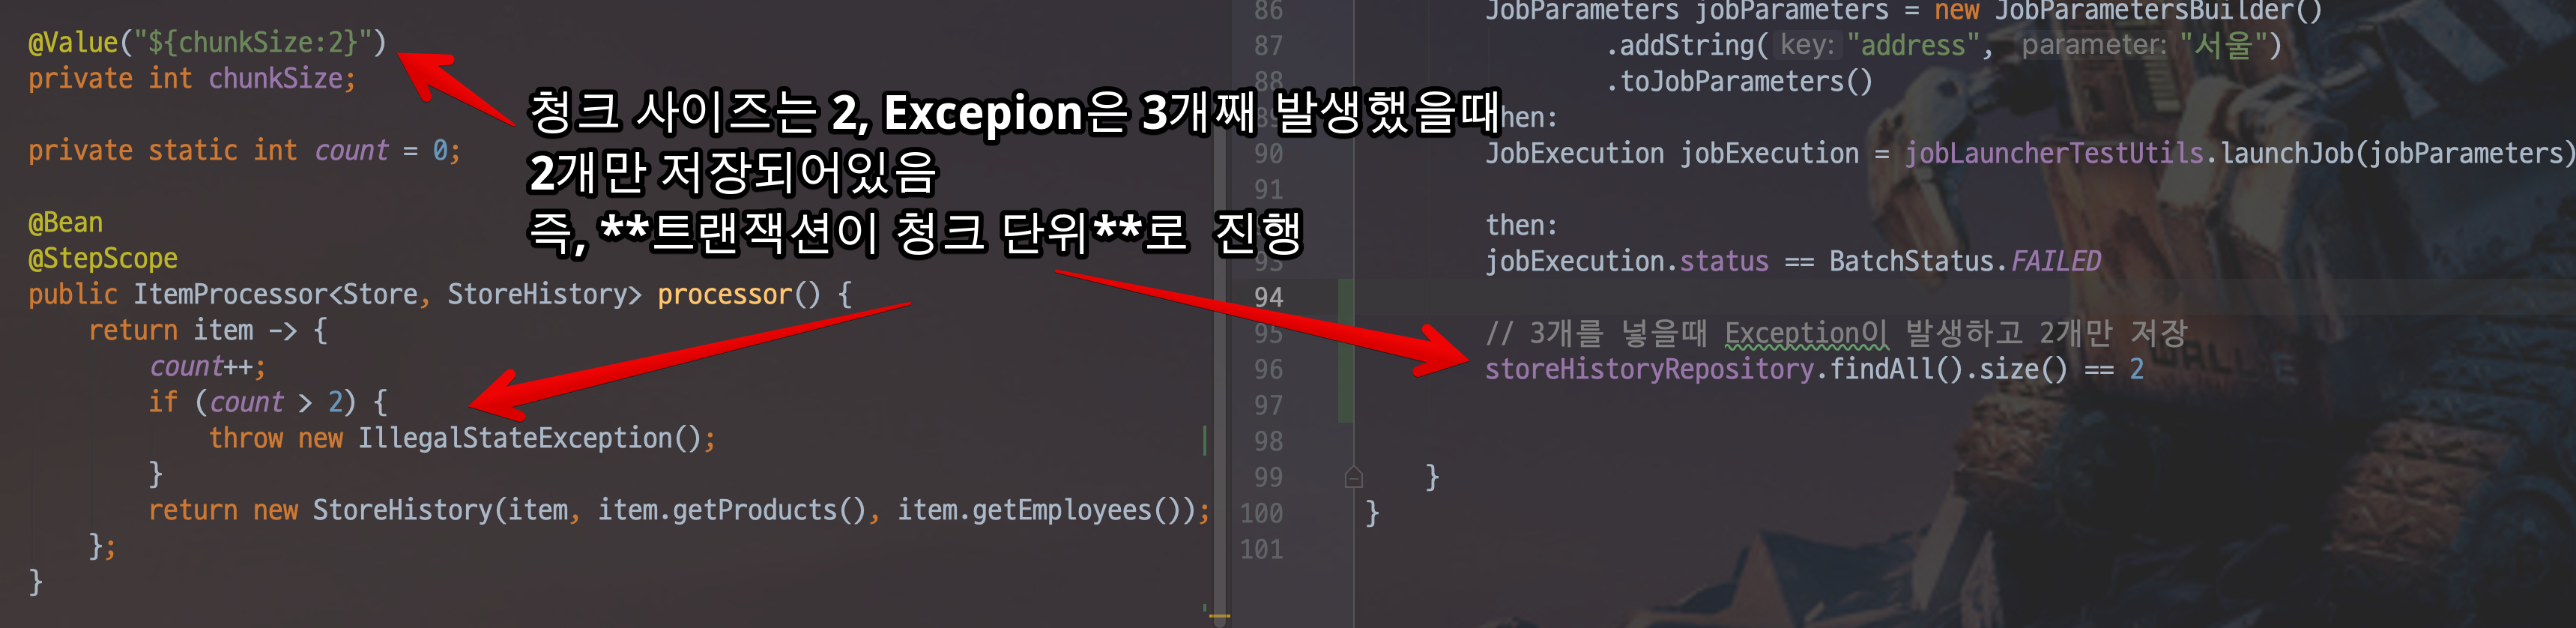 @Value("${chunkSize:2}")
private int chunkSize;
private static int count = 0;
@Bean
@StepScope
public ItemProcessor<Store, StoreHistory> processor() {
return item -> {
count++;
if (count > 2) {
throw new IllegalStateException();
}
return new StoreHistory(item, item.getProducts(), item.getEmployees());
};
}
청크 사이즈는 2, Excepion은 3개째 발생했을때
2개만 저장되어있음
즉, **트랜잭션이 청크 단위**로 진행
86 JobParameters jobParameters = new JobParametersBuilder()
87 .addString( key: "address", parameter: "서울")
88 .toJobParameters()
hen:
90 JobExecution jobExecution = jobLauncherTestUtils.launchJob(jobParameters)
91
then:
93 jobExecution.status == BatchStatus.FAILED
94
95 // 3개를 넣을때 Exception이 발생하고 2개만 저장
96 storeHistoryRepository.findAll().size() == 2
97
98
99 }
100 }
101